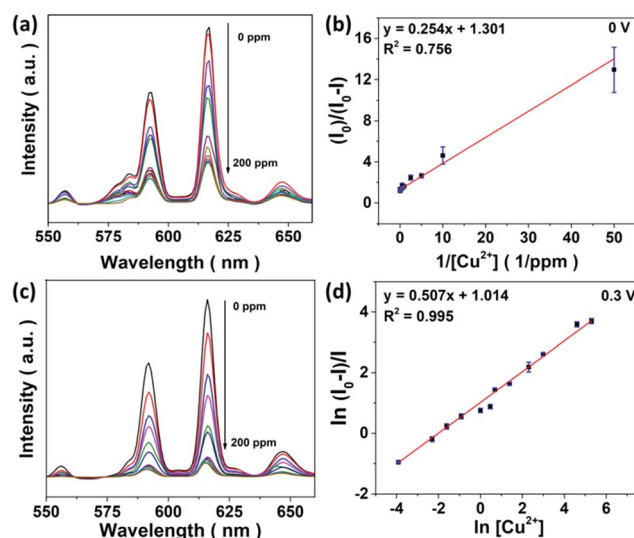 (a)
0 ppm
200 ppm
Intensity (a.u.)
550 575 600 625 650
Wavelength ( nm )
(b)
y = 0.254x + 1.301
0 V
R² = 0.756
16
12
8
4
0
(I₀)/(I₀-I)
0 10 20 30 40 50
1/[Cu²⁺] ( 1/ppm )
(c)
0 ppm
200 ppm
Intensity (a.u.)
550 575 600 625 650
Wavelength ( nm )
(d)
y = 0.507x + 1.014
0.3 V
R² = 0.995
4
2
0
-2
ln (I₀-I)/I
-4 -2 0 2 4 6
ln [Cu²⁺]